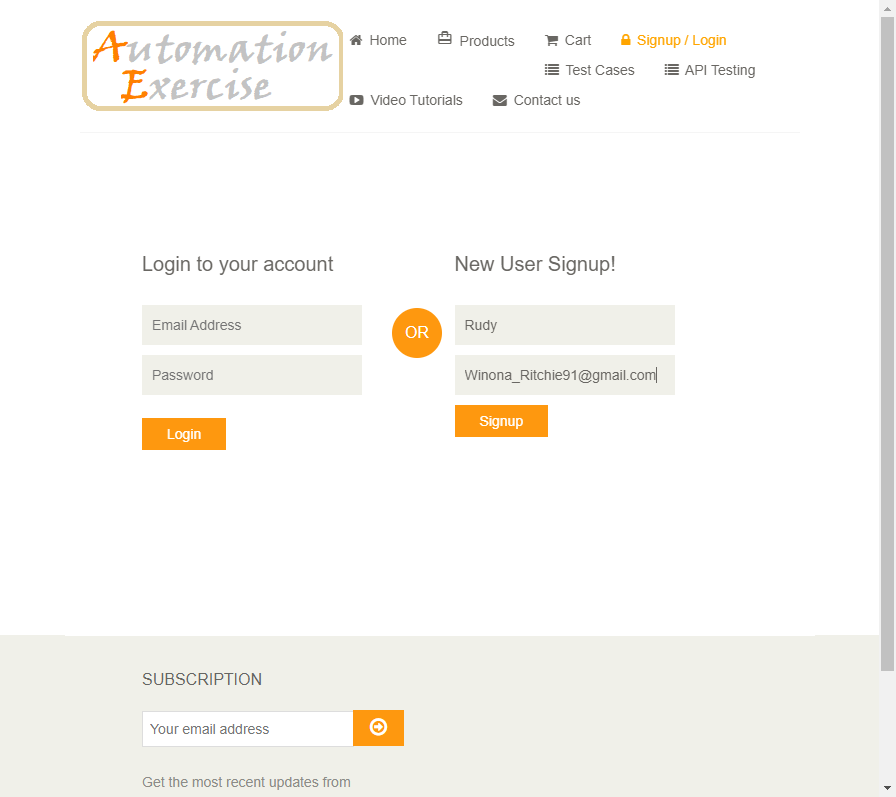 Automation
Exercise
Home
Products
Cart
Signup / Login
Test Cases
API Testing
Video Tutorials
Contact us
Login to your account
Email Address
Password
Login
OR
New User Signup!
Rudy
Winona_Ritchie91@gmail.com
Signup
SUBSCRIPTION
Your email address
Get the most recent updates from